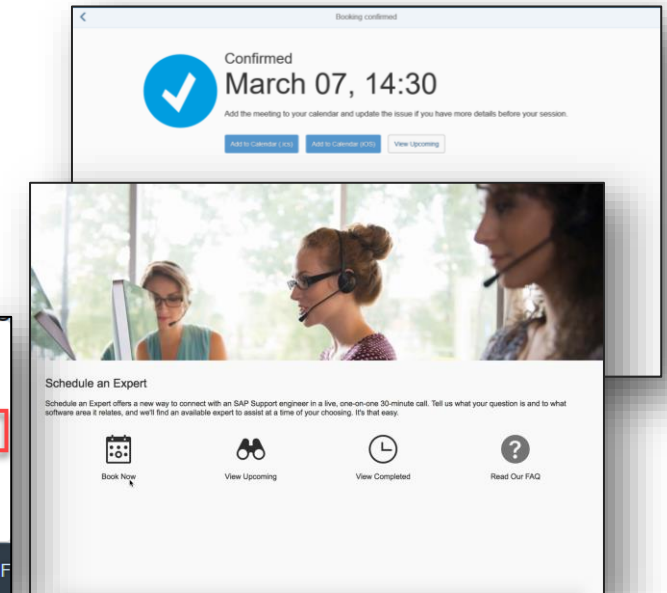 Booking confirmed
Confirmed
March 07, 14:30
Add the meeting to your calendar and update the issue if you have more details before your session.
Add to Calendar (.ics)
Add to Calendar (iOS)
View Upcoming
Schedule an Expert
Schedule an Expert offers a new way to connect with an SAP Support engineer in a live, one-on-one 30-minute call. Tell us what your question is and to what
software area it relates, and we'll find an available expert to assist at a time of your choosing. It's that easy.
Book Now
View Upcoming
View Completed
Read Our FAQ
F